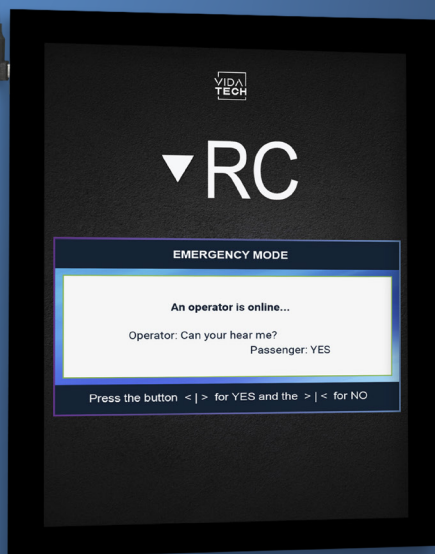 VIDA
TECH
▼RC
EMERGENCY MODE
An operator is online...
Operator: Can your hear me?
Passenger: YES
Press the button < | > for YES and the > | < for NO